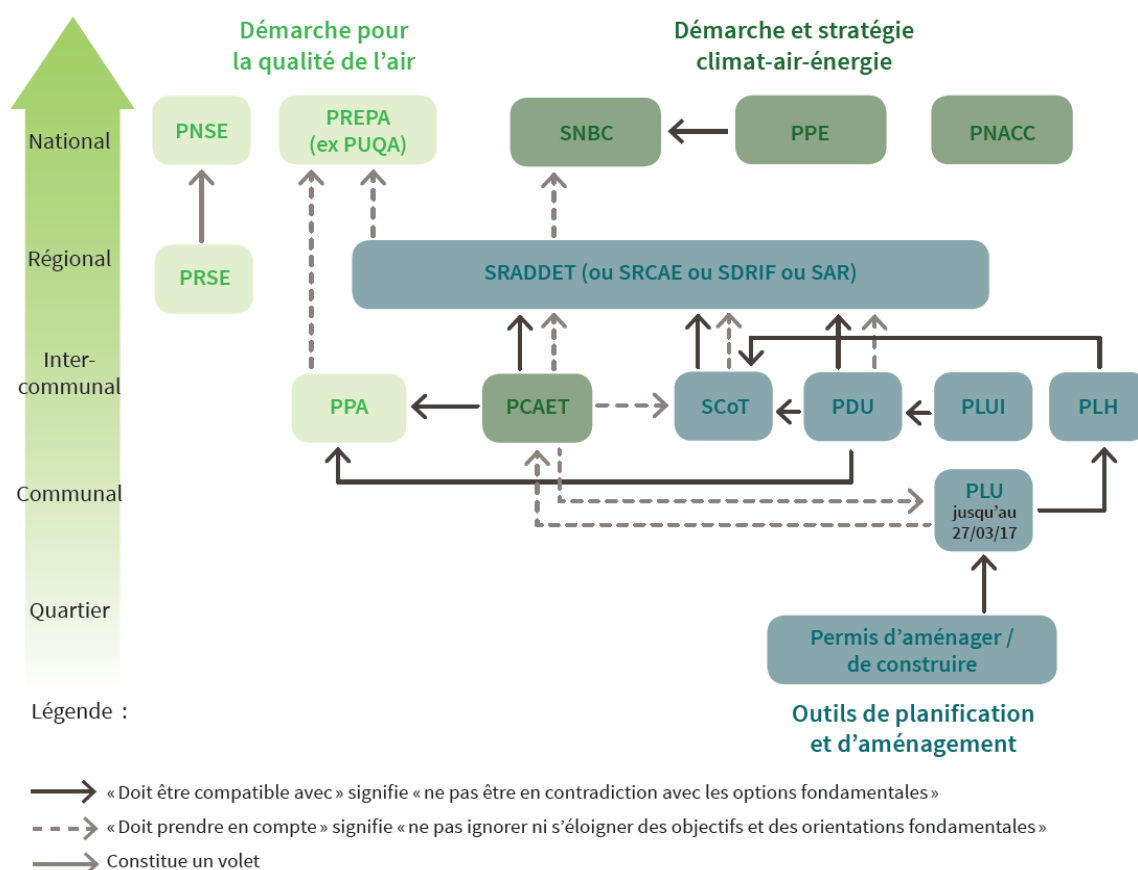 Démarche pour
la qualité de l’air
Démarche et stratégie
climat-air-énergie
National
PNSE
PREPA
(ex PUQA)
SNBC
PPE
PNACC
Régional
PRSE
SRADDET (ou SRCAE ou SDRIF ou SAR)
Inter-
communal
PPA
PCAET
SCoT
PDU
PLUI
PLH
Communal
PLU
jusqu’au
27/03/17
Quartier
Permis d’aménager /
de construire
Légende :
Outils de planification
et d’aménagement
« Doit être compatible avec » signifie « ne pas être en contradiction avec les options fondamentales »
« Doit prendre en compte » signifie « ne pas ignorer ni s’éloigner des objectifs et des orientations fondamentales »
Constitue un volet